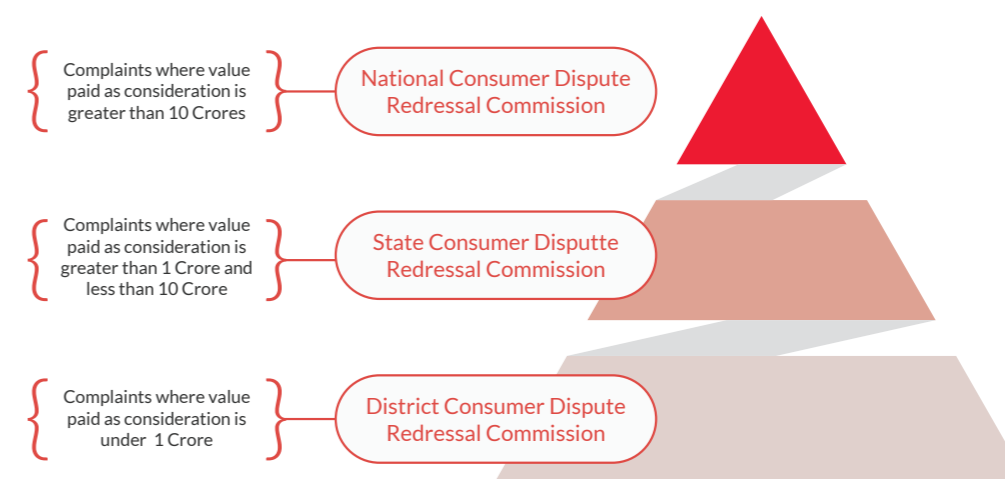 Complaints where value
paid as consideration is
greater than 10 Crores
National Consumer Dispute
Redressal Commission
Complaints where value
paid as consideration is
greater than 1 Crore and
less than 10 Crore
State Consumer Disputte
Redressal Commission
Complaints where value
paid as consideration is
under 1 Crore
District Consumer Dispute
Redressal Commission